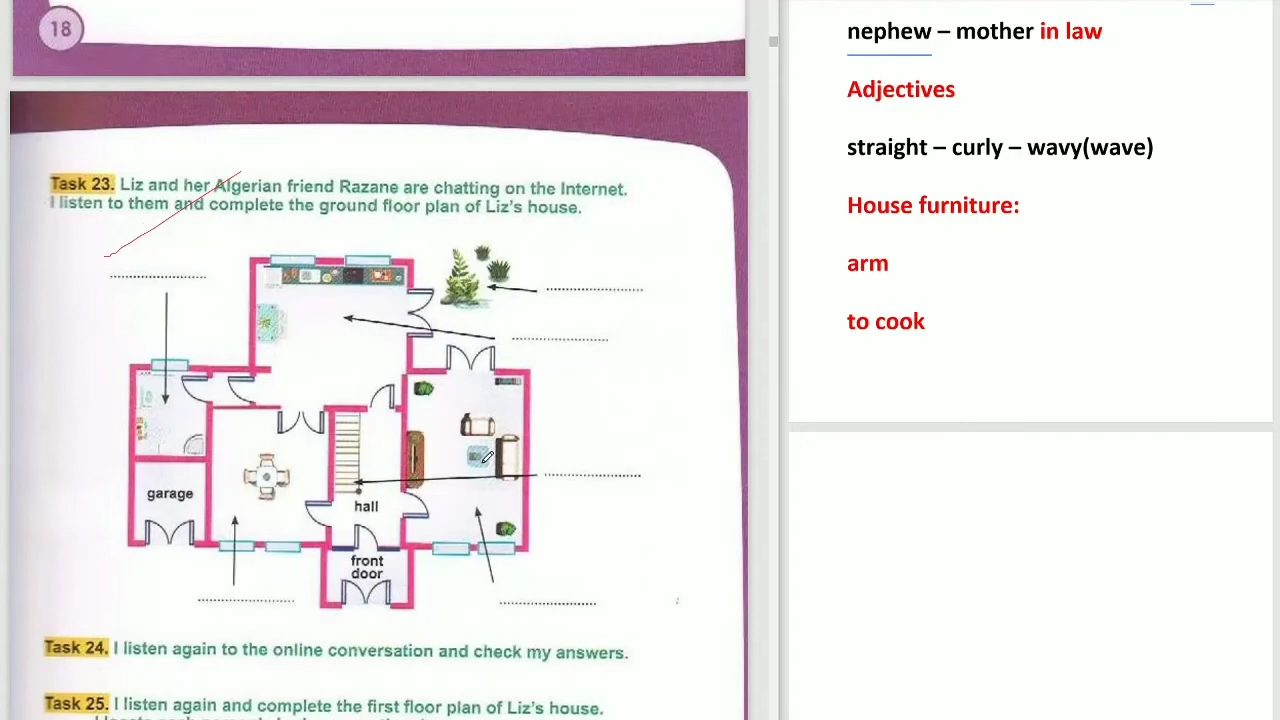 18
Task 23. Liz and her Algerian friend Razane are chatting on the Internet.
I listen to them and complete the ground floor plan of Liz's house.
garage
hall
front
door
Task 24. I listen again to the online conversation and check my answers.
Task 25. I listen again and complete the first floor plan of Liz's house.
nephew – mother in law
Adjectives
straight – curly – wavy(wave)
House furniture:
arm
to cook